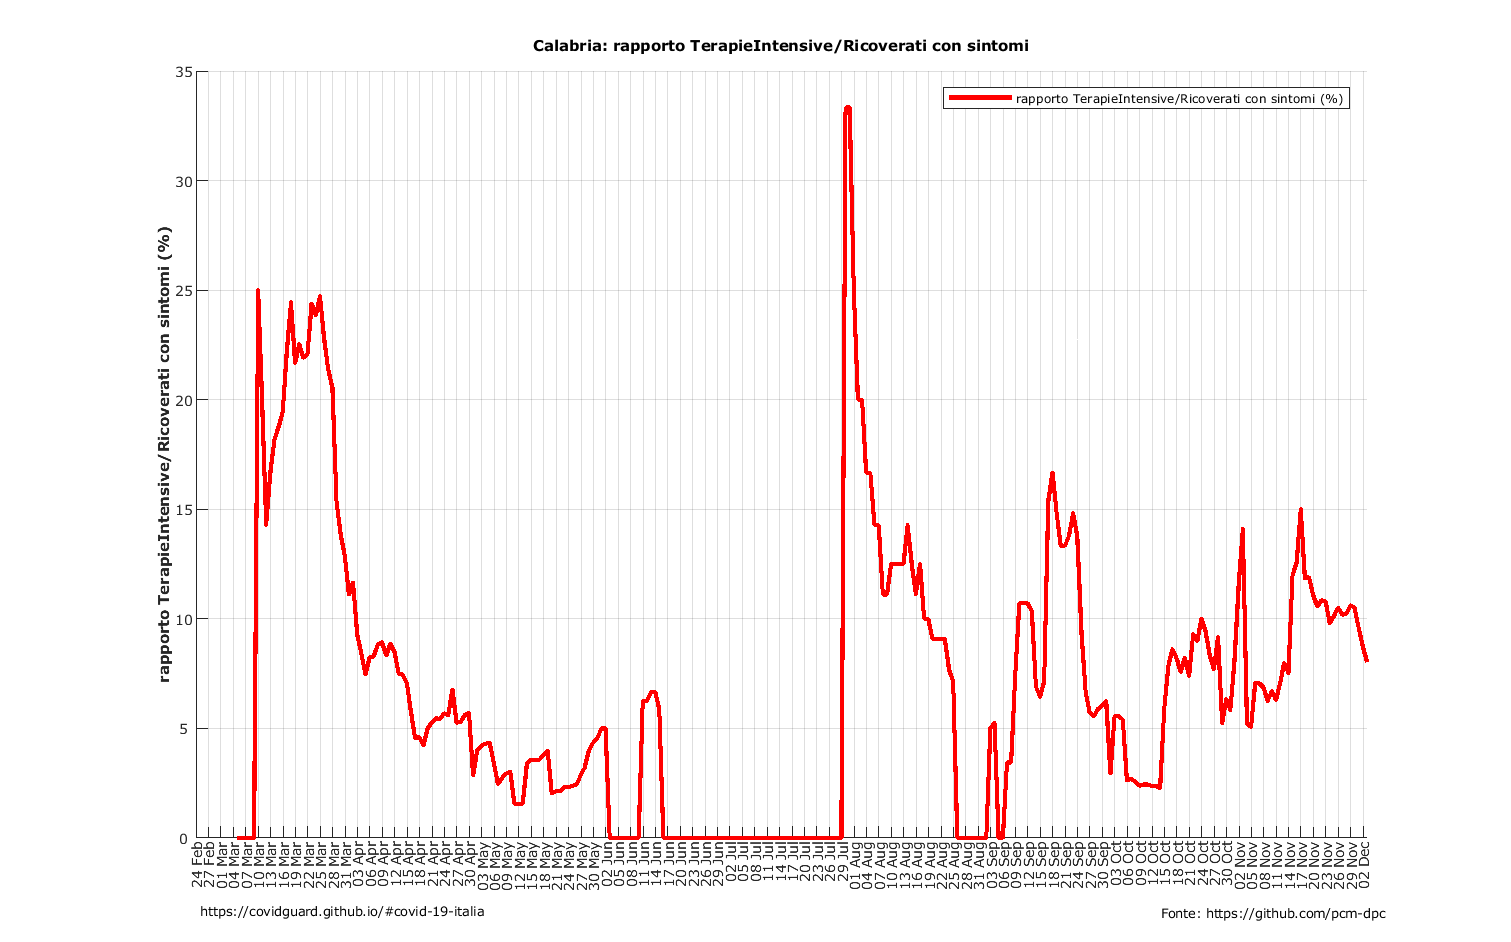 Calabria: rapporto TerapieIntensive/Ricoverati con sintomi
rapporto TerapieIntensive/Ricoverati con sintomi (%)
rapporto TerapieIntensive/Ricoverati con sintomi (%)
35
30
25
20
15
10
5
0
24 Feb
27 Feb
01 Mar
04 Mar
07 Mar
10 Mar
13 Mar
16 Mar
19 Mar
22 Mar
25 Mar
28 Mar
31 Mar
03 Apr
06 Apr
09 Apr
12 Apr
15 Apr
18 Apr
21 Apr
24 Apr
27 Apr
30 Apr
03 May
06 May
09 May
12 May
15 May
18 May
21 May
24 May
27 May
30 May
02 Jun
05 Jun
08 Jun
11 Jun
14 Jun
17 Jun
20 Jun
23 Jun
26 Jun
29 Jun
02 Jul
05 Jul
08 Jul
11 Jul
14 Jul
17 Jul
20 Jul
23 Jul
26 Jul
29 Jul
01 Aug
04 Aug
07 Aug
10 Aug
13 Aug
16 Aug
19 Aug
22 Aug
25 Aug
28 Aug
31 Aug
03 Sep
06 Sep
09 Sep
12 Sep
15 Sep
18 Sep
21 Sep
24 Sep
27 Sep
30 Sep
03 Oct
06 Oct
09 Oct
12 Oct
15 Oct
18 Oct
21 Oct
24 Oct
27 Oct
30 Oct
02 Nov
05 Nov
08 Nov
11 Nov
14 Nov
17 Nov
20 Nov
23 Nov
26 Nov
29 Nov
02 Dec
https://covidguard.github.io/#covid-19-italia
Fonte: https://github.com/pcm-dpc